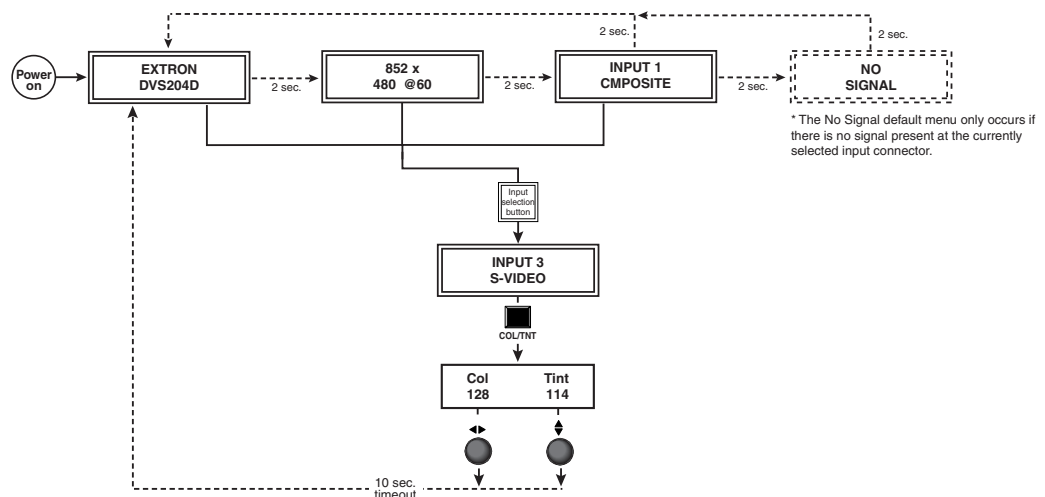 2 sec.
2 sec.
Power
on
EXTRON
DVS204D
2 sec.
852 x
480 @60
2 sec.
INPUT 1
CMPOSITE
2 sec.
NO
SIGNAL
* The No Signal default menu only occurs if
there is no signal present at the currently
selected input connector.
Input
selection
button
INPUT 3
S-VIDEO
COL/TNT
Col Tint
128 114
10 sec.
timeout